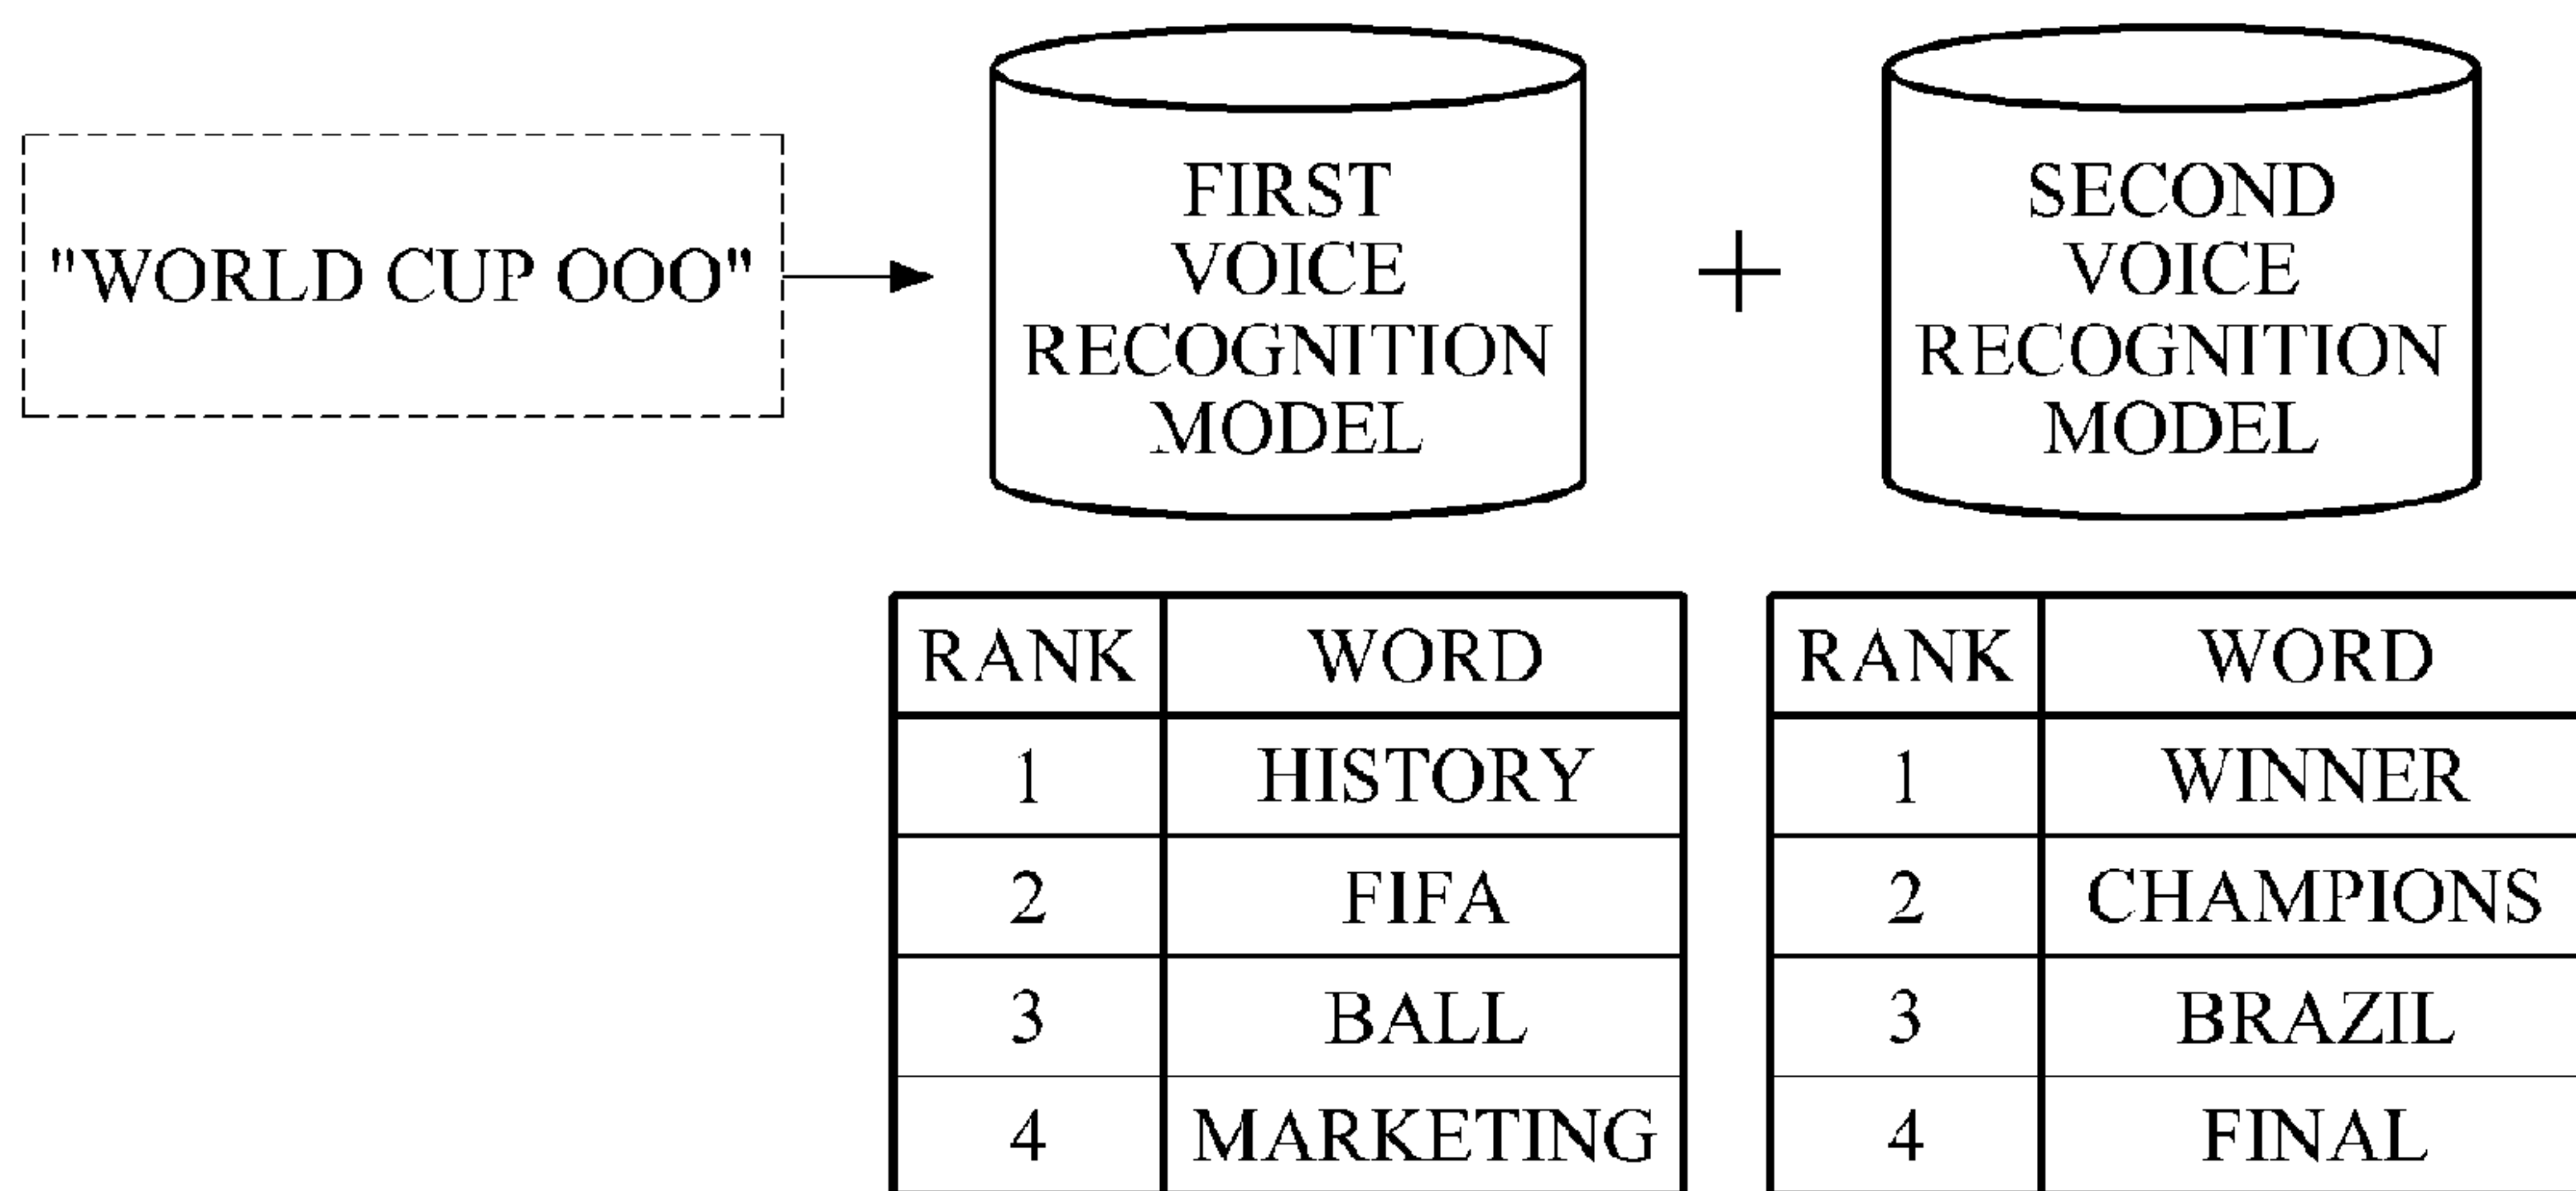 "WORLD CUP OOO"
FIRST
VOICE
RECOGNITION
MODEL
+
SECOND
VOICE
RECOGNITION
MODEL
RANK WORD
1 HISTORY
2 FIFA
3 BALL
4 MARKETING
RANK WORD
1 WINNER
2 CHAMPIONS
3 BRAZIL
4 FINAL